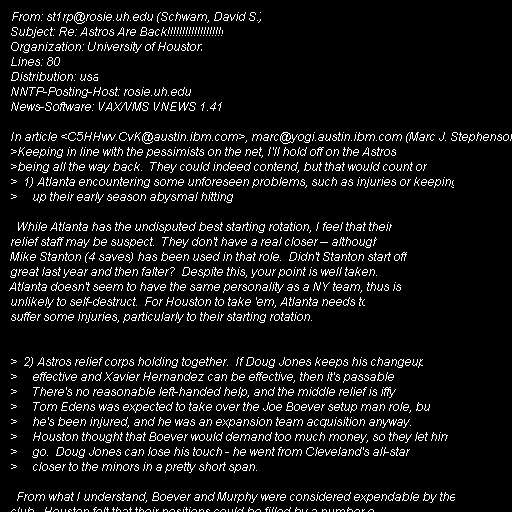 From: st1rp@rosie.uh.edu (Schwam, David S.)
Subject: Re: Astros Are Back!!!!!!!!!!!!!!!!!!
Organization: University of Houston
Lines: 80
Distribution: usa
NNTP-Posting-Host: rosie.uh.edu
News-Software: VAX/VMS VNEWS 1.41
In article <C5HHwv.CvK@austin.ibm.com>, marc@yogi.austin.ibm.com (Marc J. Stephenson
>Keeping in line with the pessimists on the net, I'll hold off on the Astros
>being all the way back.  They could indeed contend, but that would count on
>  1) Atlanta encountering some unforeseen problems, such as injuries or keeping
>     up their early season abysmal hitting
  While Atlanta has the undisputed best starting rotation, I feel that their
relief staff may be suspect.  They don't have a real closer -- although
Mike Stanton (4 saves) has been used in that role.  Didn't Stanton start off
great last year and then falter?  Despite this, your point is well taken.
Atlanta doesn't seem to have the same personality as a NY team, thus is
unlikely to self-destruct.  For Houston to take 'em, Atlanta needs to
suffer some injuries, particularly to their starting rotation.
>  2) Astros relief corps holding together.  If Doug Jones keeps his changeup
>     effective and Xavier Hernandez can be effective, then it's passable
>     There's no reasonable left-handed help, and the middle relief is iffy
>     Tom Edens was expected to take over the Joe Boever setup man role, bu
>     he's been injured, and he was an expansion team acquisition anyway.
>     Houston thought that Boever would demand too much money, so they let him
>     go.  Doug Jones can lose his touch - he went from Cleveland's all-star
>     closer to the minors in a pretty short span.
  From what I understand, Boever and Murphy were considered expendable by the
club.  Houston felt that their positions could be filled by a number o